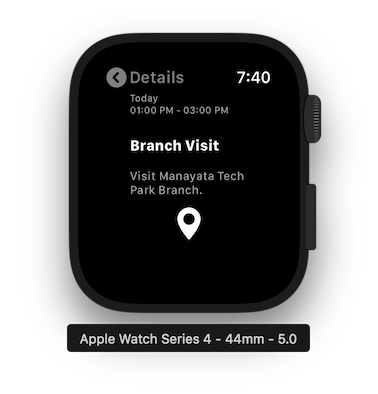 Details 7:40
Today
01:00 PM - 03:00 PM
Branch Visit
Visit Manayata Tech
Park Branch.
Apple Watch Series 4 - 44mm - 5.0